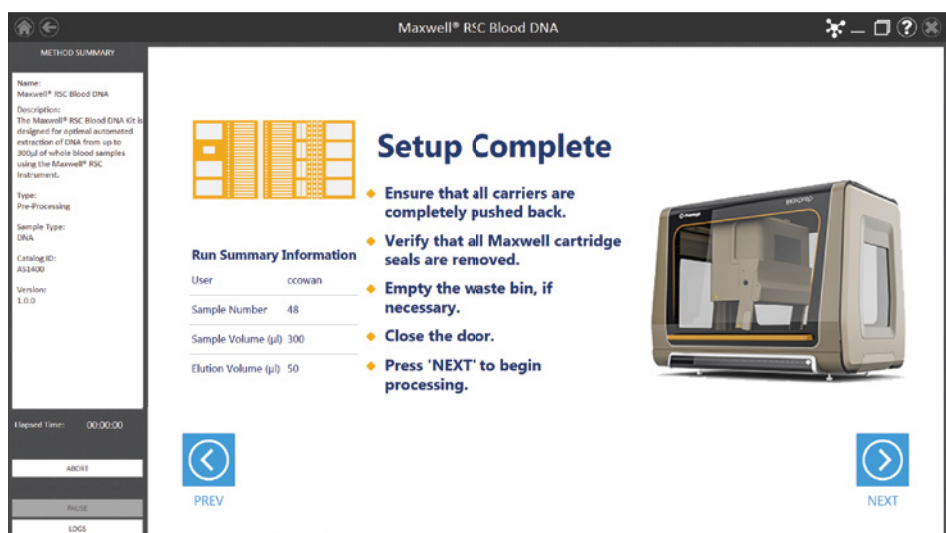 Maxwell® RSC Blood DNA
METHOD SUMMARY
Name:
Maxwell® RSC Blood DNA
Description:
The Maxwell® RSC Blood DNA Kit is
designed for optimal automated
extraction of DNA from up to
300µl of whole blood samples
using the Maxwell® RSC
Instrument.
Type:
Pre-Processing
Sample Type:
DNA
Catalog ID:
AS1400
Version:
1.0.0
Elapsed Time: 00:00:00
ABORT
PAUSE
LOGS
Setup Complete
Ensure that all carriers are
completely pushed back.
Verify that all Maxwell cartridge
seals are removed.
Empty the waste bin, if
necessary.
Close the door.
Press 'NEXT' to begin
processing.
Run Summary Information
User ccowan
Sample Number 48
Sample Volume (µl) 300
Elution Volume (µl) 50
Promega
maxprep
PREV
NEXT